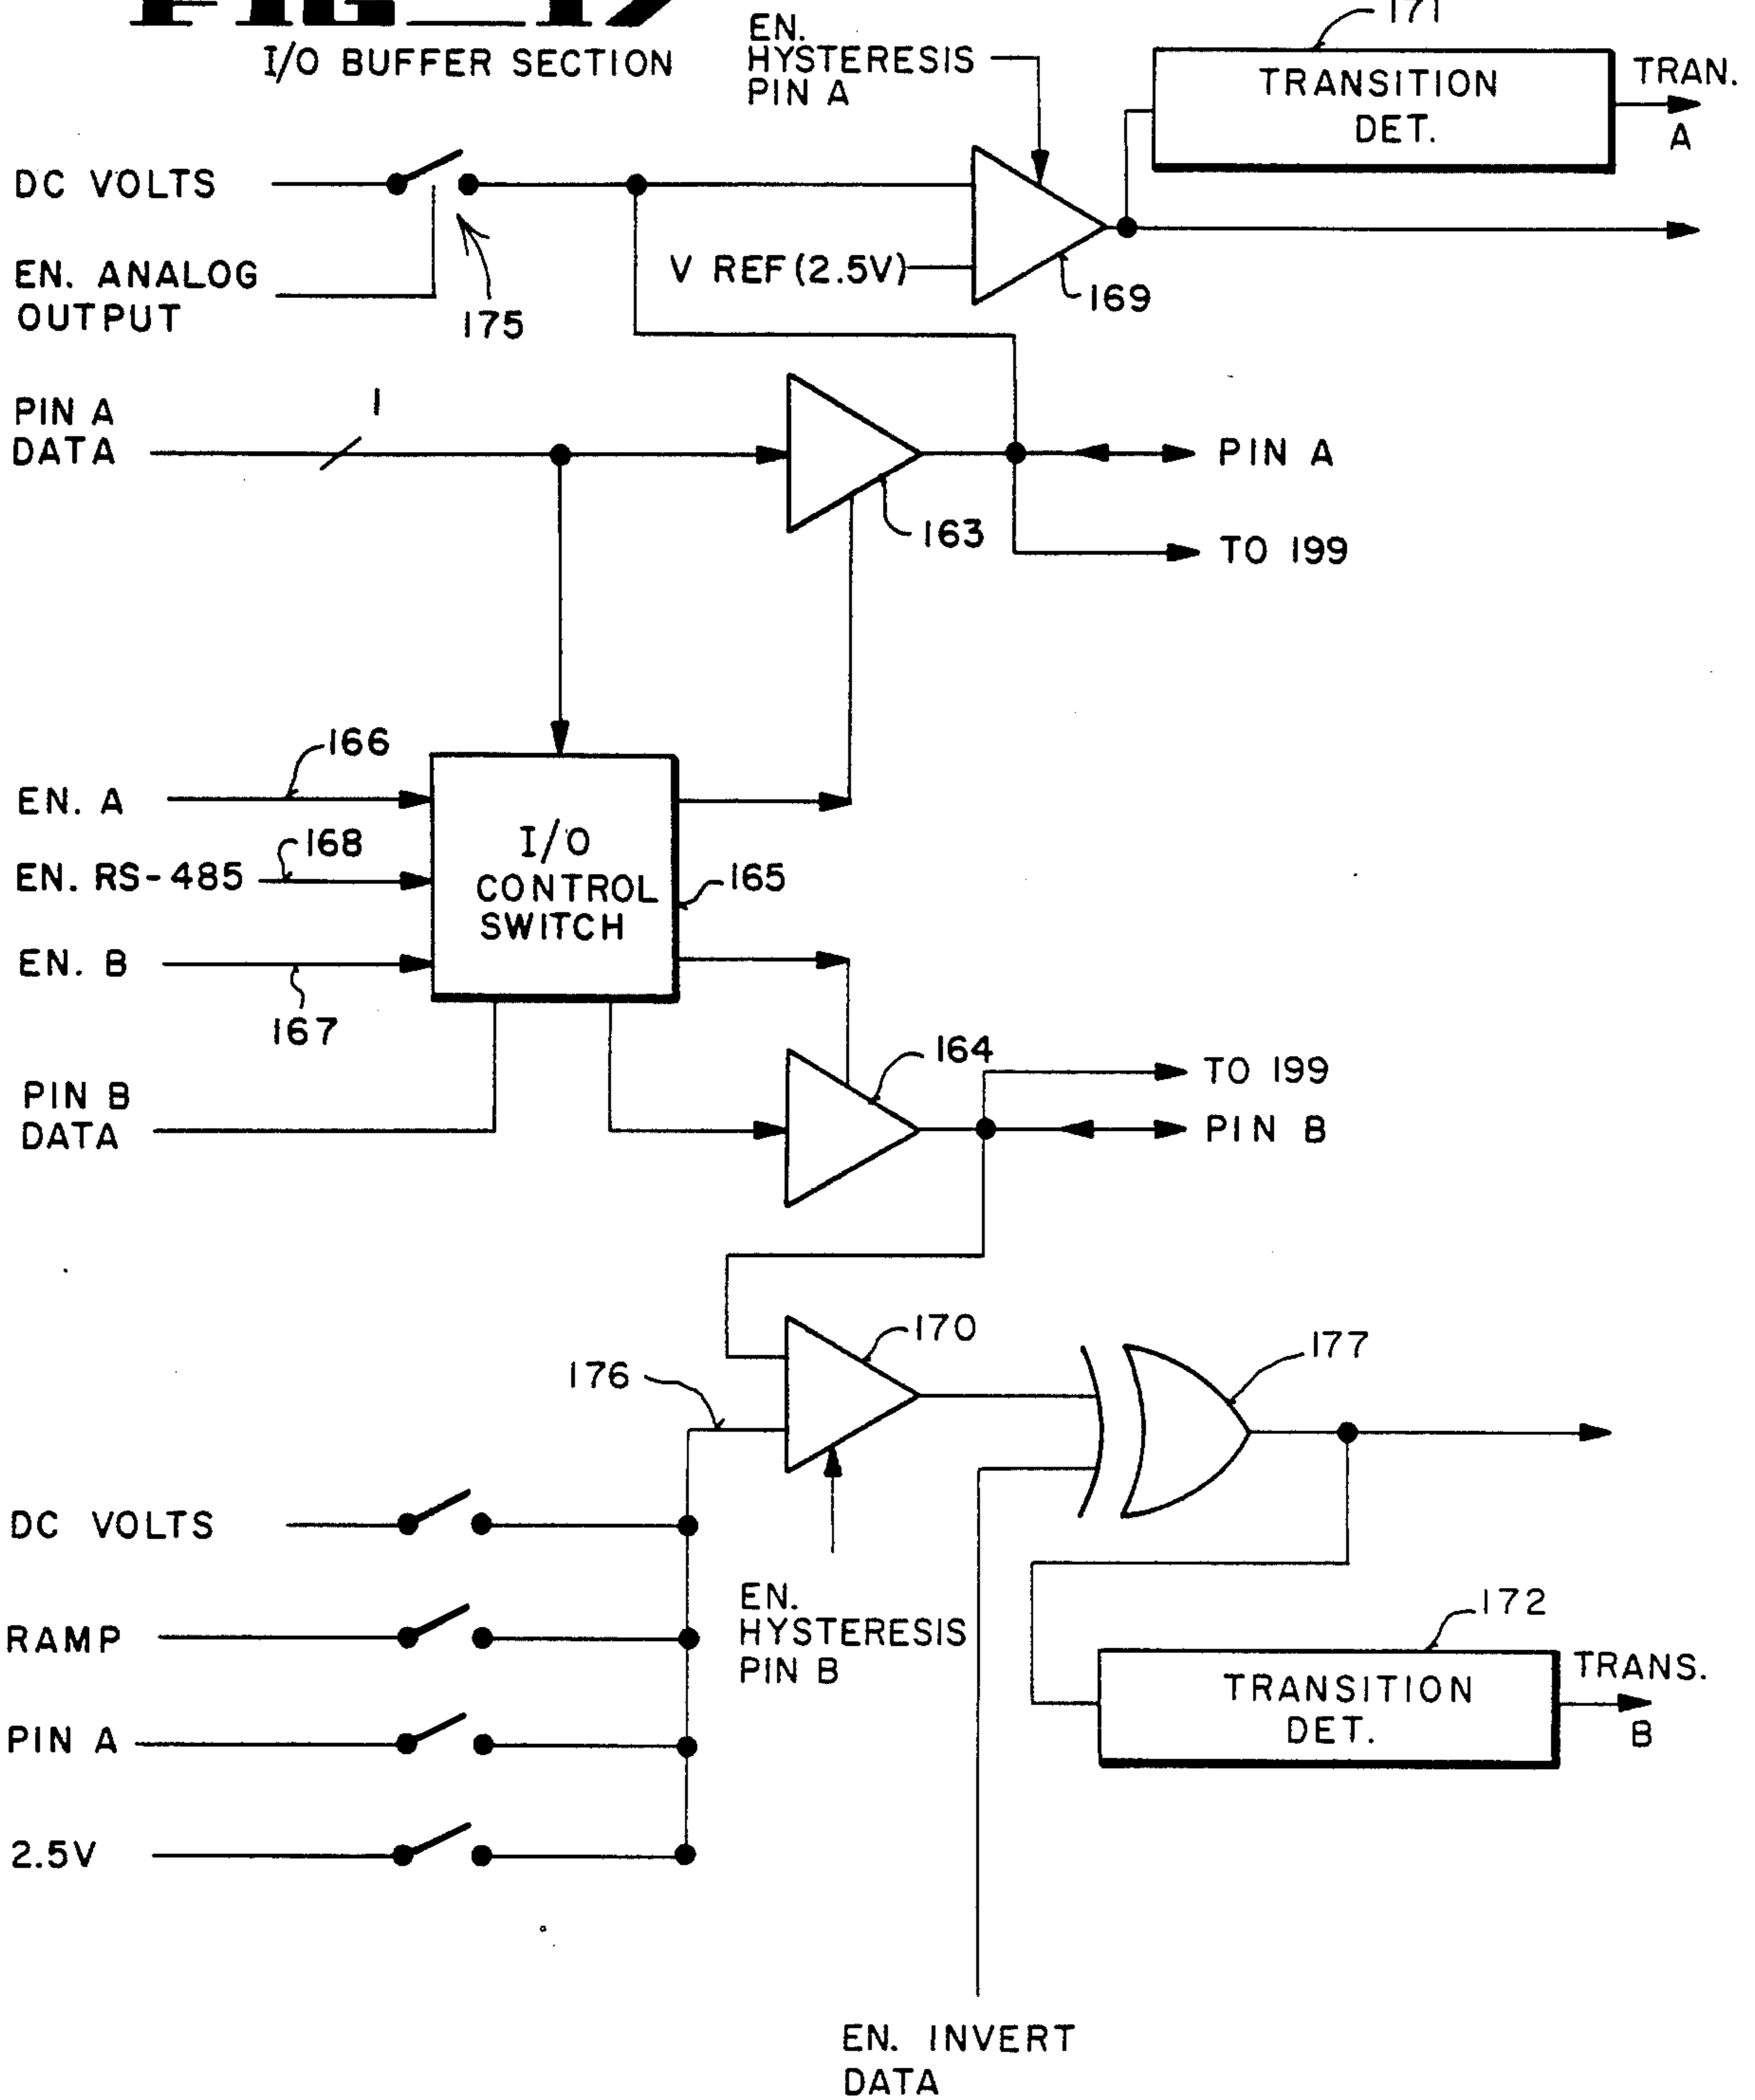 FIG_17
I/O BUFFER SECTION
EN.
HYSTERESIS
PIN A
171
TRANSITION
DET.
TRAN.
A
DC VOLTS
EN. ANALOG
OUTPUT
175
V REF (2.5V)
169
PIN A
DATA
1
163
PIN A
TO 199
EN. A
166
EN. RS-485
168
EN. B
167
I/O
CONTROL
SWITCH
165
PIN B
DATA
164
TO 199
PIN B
170
176
177
DC VOLTS
RAMP
PIN A
2.5V
EN.
HYSTERESIS
PIN B
172
TRANSITION
DET.
TRANS.
B
EN. INVERT
DATA